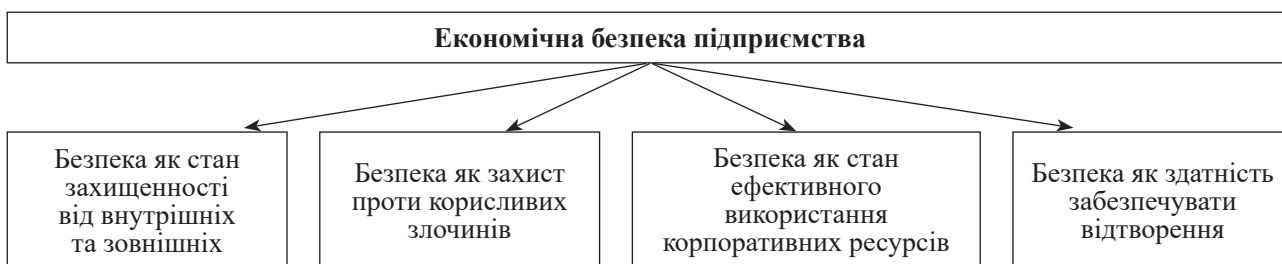 Економічна безпека підприємства
Безпека як стан
захищенності
від внутрішніх
та зовнішніх
Безпека як захист
проти корисливих
злочинів
Безпека як стан
ефективного
використання
корпоративних ресурсів
Безпека як здатність
забезпечувати
відтворення